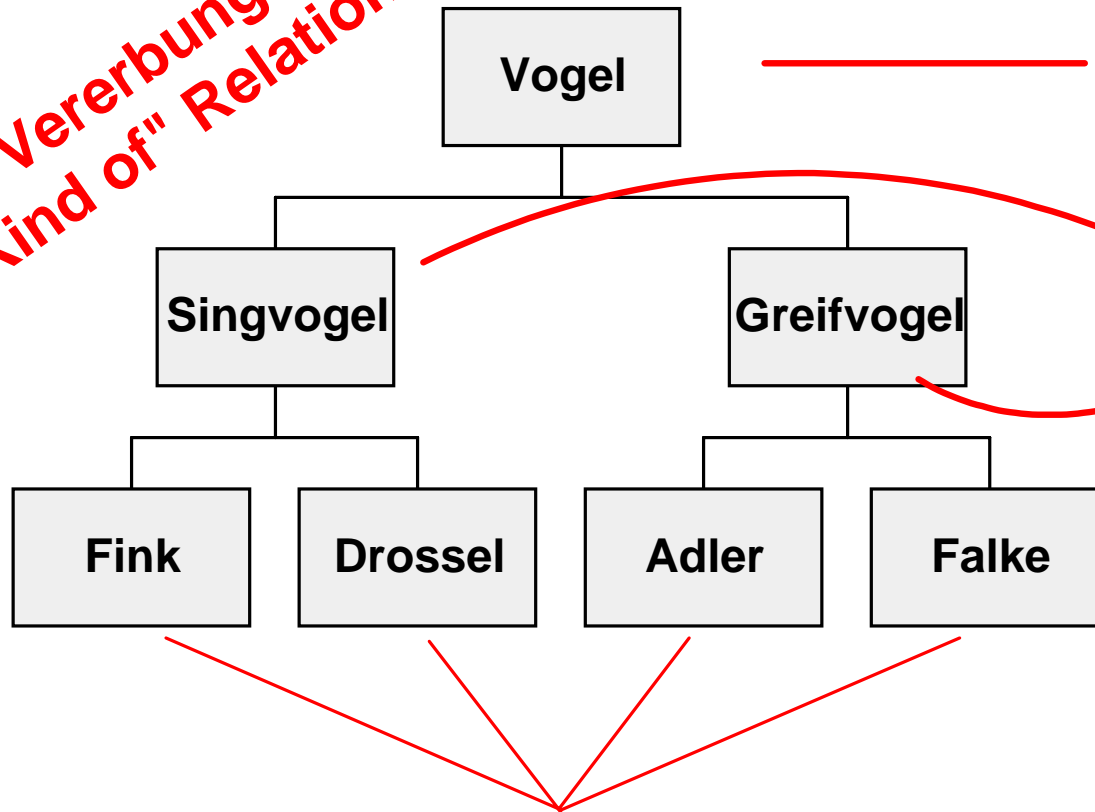 Vererbung
Kind of" Relation
Vogel
Singvogel
Greifvogel
Fink
Drossel
Adler
Falke